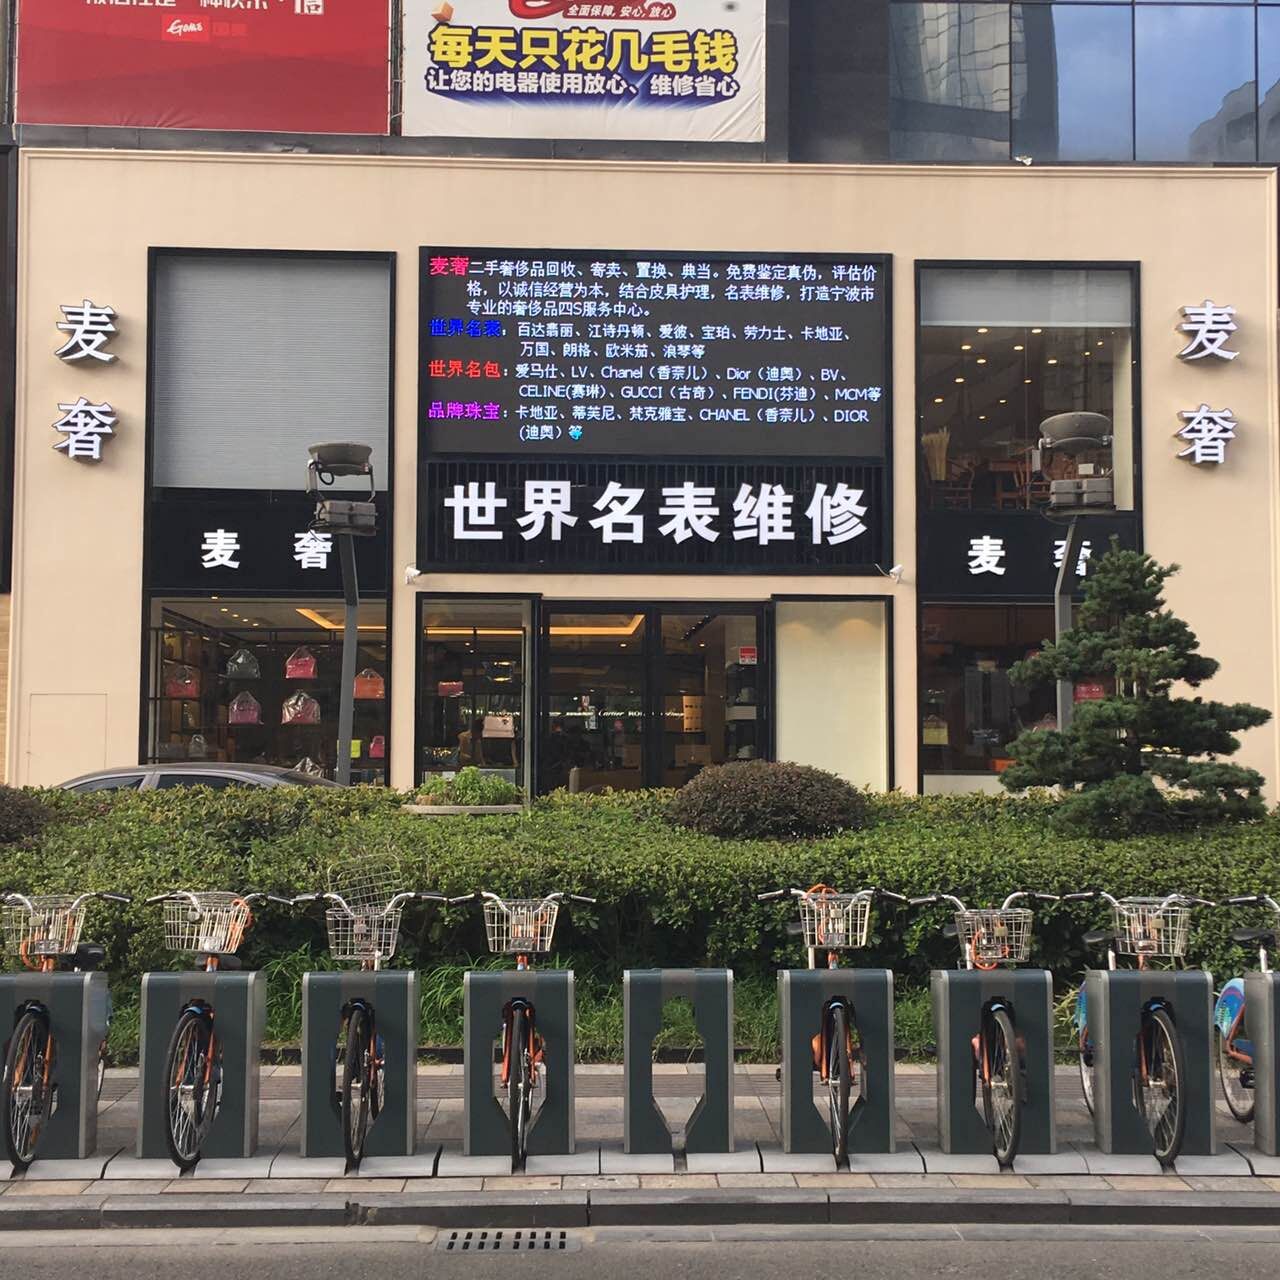 GOME
全面保障, 安心, 放心
每天只花几毛钱
让您的电器使用放心、维修省心
麦奢
麦奢二手奢侈品回收、寄卖、置换、典当。免费鉴定真伪，评估价
格，以诚信经营为本，结合皮具护理，名表维修，打造宁波市
专业的奢侈品四S服务中心。
世界名表：百达翡丽、江诗丹顿、爱彼、宝珀、劳力士、卡地亚、
万国、朗格、欧米茄、浪琴等
世界名包：爱马仕、LV、Chanel（香奈儿）、Dior（迪奥）、BV、
CELINE(赛琳)、GUCCI（古奇）、FENDI(芬迪）、MCM等
品牌珠宝：卡地亚、蒂芙尼、梵克雅宝、CHANEL（香奈儿）、DIOR
(迪奥）等
麦奢
世界名表维修
麦奢
麦奢
Cartier